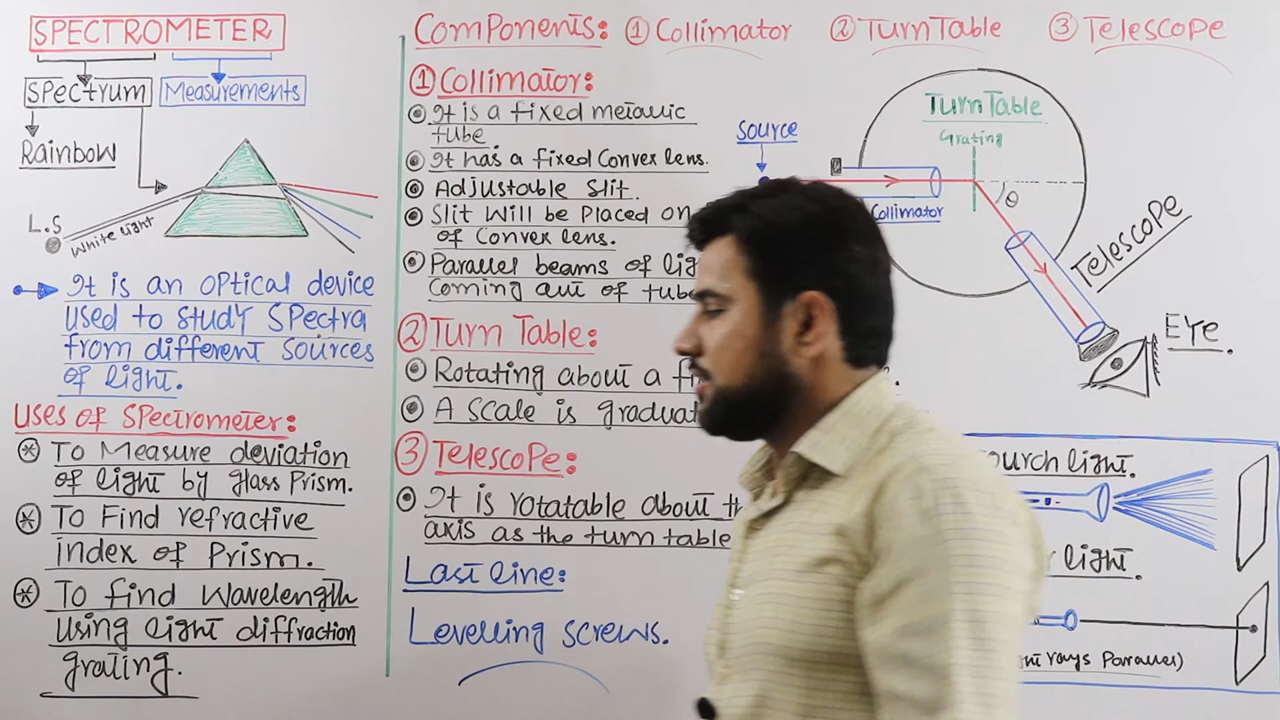 SPECTROMETER
Spectrum
Measurements
Rainbow
L.S
White light
It is an optical device
used to study Spectra
from different sources
of light.
Uses of Spectrometer:
To Measure deviation
of light by glass Prism.
To Find refractive
index of Prism.
To find wavelength
using light diffraction
grating.
Components: ① Collimator ② Turn Table ③ Telescope
① Collimator:
It is a fixed metallic
tube
It has a fixed Convex lens.
Adjustable slit.
Slit will be Placed on
of Convex lens.
Parallel beams of
coming out of tube
② Turn Table:
Rotating about a
A scale is
③ Telescope:
It is rotatable about
axis as the turn table
Last line:
Levelling screws.
Source
Turn Table
Grating
θ
Collimator
Telescope
Eye.
light.
light.
rays Parallel)